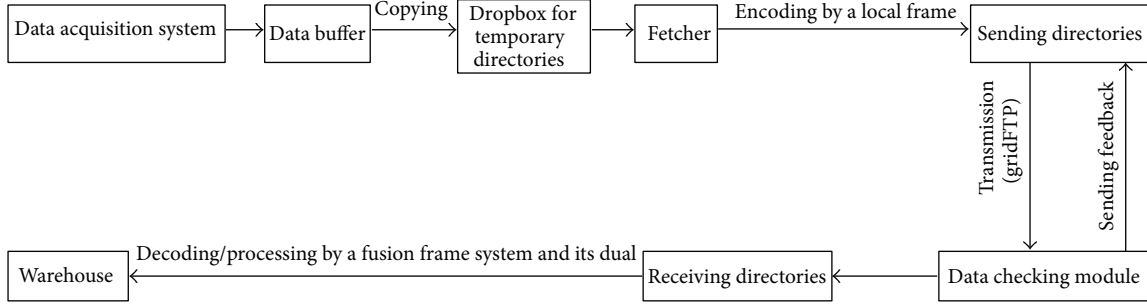 Data acquisition system
Data buffer
Copying
Dropbox for
temporary
directories
Fetcher
Encoding by a local frame
Sending directories
Transmission
(gridFTP)
Sending feedback
Data checking module
Receiving directories
Decoding/processing by a fusion frame system and its dual
Warehouse